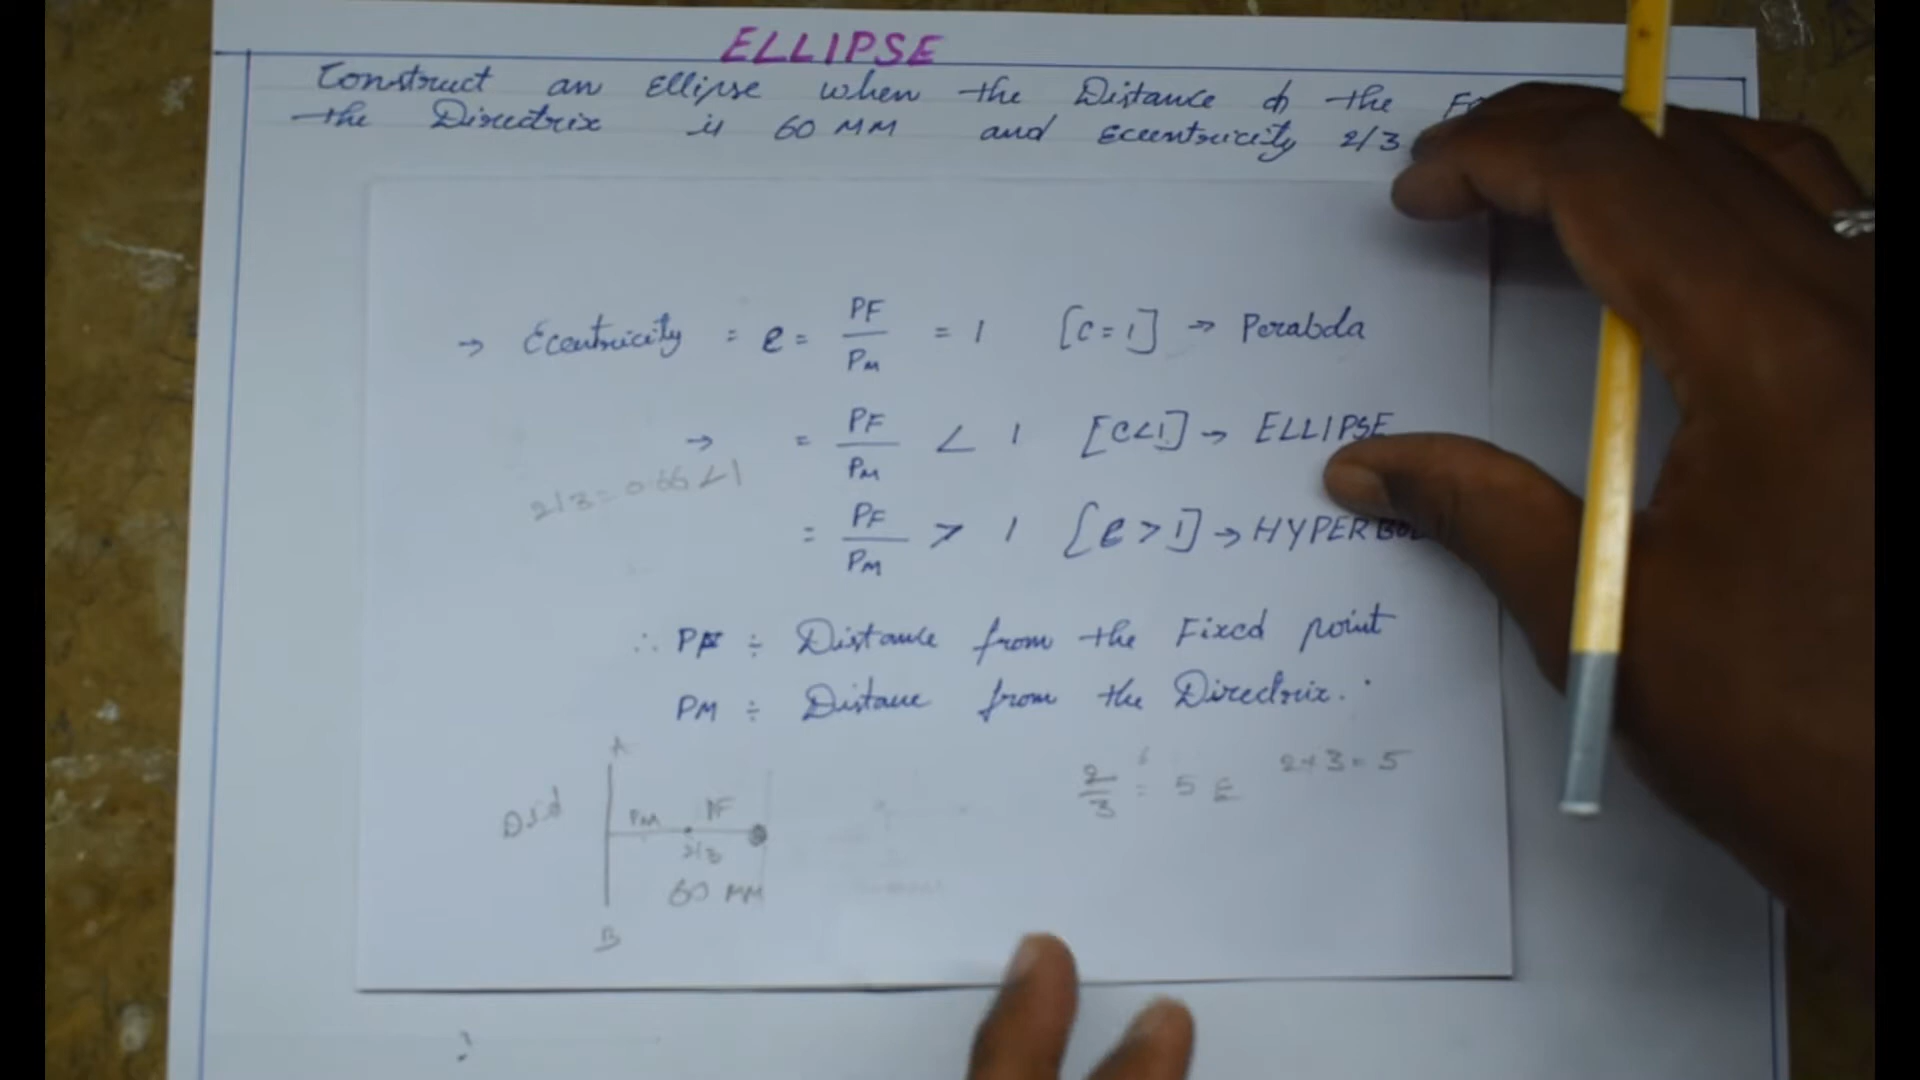 ELLIPSE
Construct an Ellipse when the Distance of the
the Directrix is 60 MM and Eccentricity 2/3
→ Eccentricity = e = PF/PM = 1 [C=1] → Perabola
→ = PF/PM < 1 [C<1] → ELLIPSE
2/3 = 0.66 < 1
= PF/PM > 1 [e>1] → HYPERBOL
∴ PF ÷ Distance from the Fixed point
PM ÷ Distance from the Directrix.
A
2/3 = 5 E 2+3=5
PM PF
2/3
60 MM
B